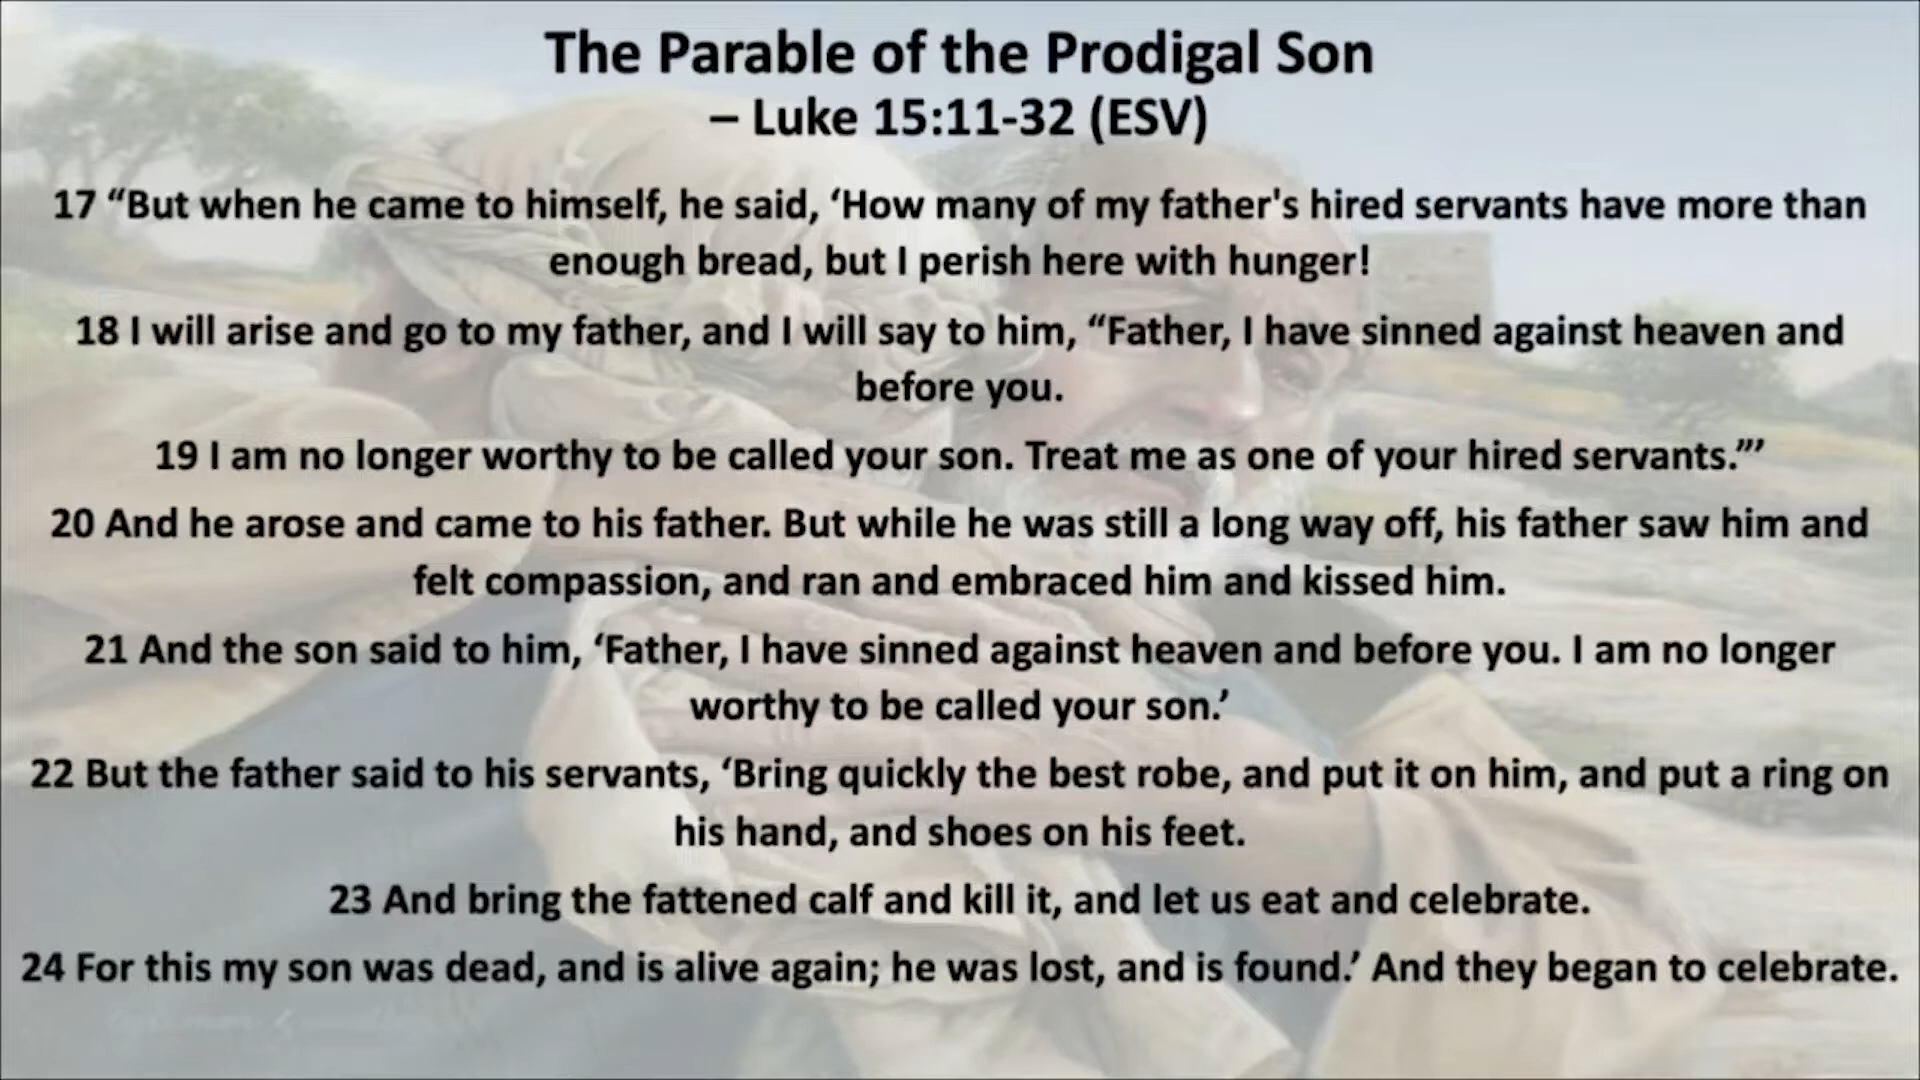 The Parable of the Prodigal Son
– Luke 15:11-32 (ESV)
17 “But when he came to himself, he said, ‘How many of my father's hired servants have more than
enough bread, but I perish here with hunger!
18 I will arise and go to my father, and I will say to him, “Father, I have sinned against heaven and
before you.
19 I am no longer worthy to be called your son. Treat me as one of your hired servants.”’
20 And he arose and came to his father. But while he was still a long way off, his father saw him and
felt compassion, and ran and embraced him and kissed him.
21 And the son said to him, ‘Father, I have sinned against heaven and before you. I am no longer
worthy to be called your son.’
22 But the father said to his servants, ‘Bring quickly the best robe, and put it on him, and put a ring on
his hand, and shoes on his feet.
23 And bring the fattened calf and kill it, and let us eat and celebrate.
24 For this my son was dead, and is alive again; he was lost, and is found.’ And they began to celebrate.